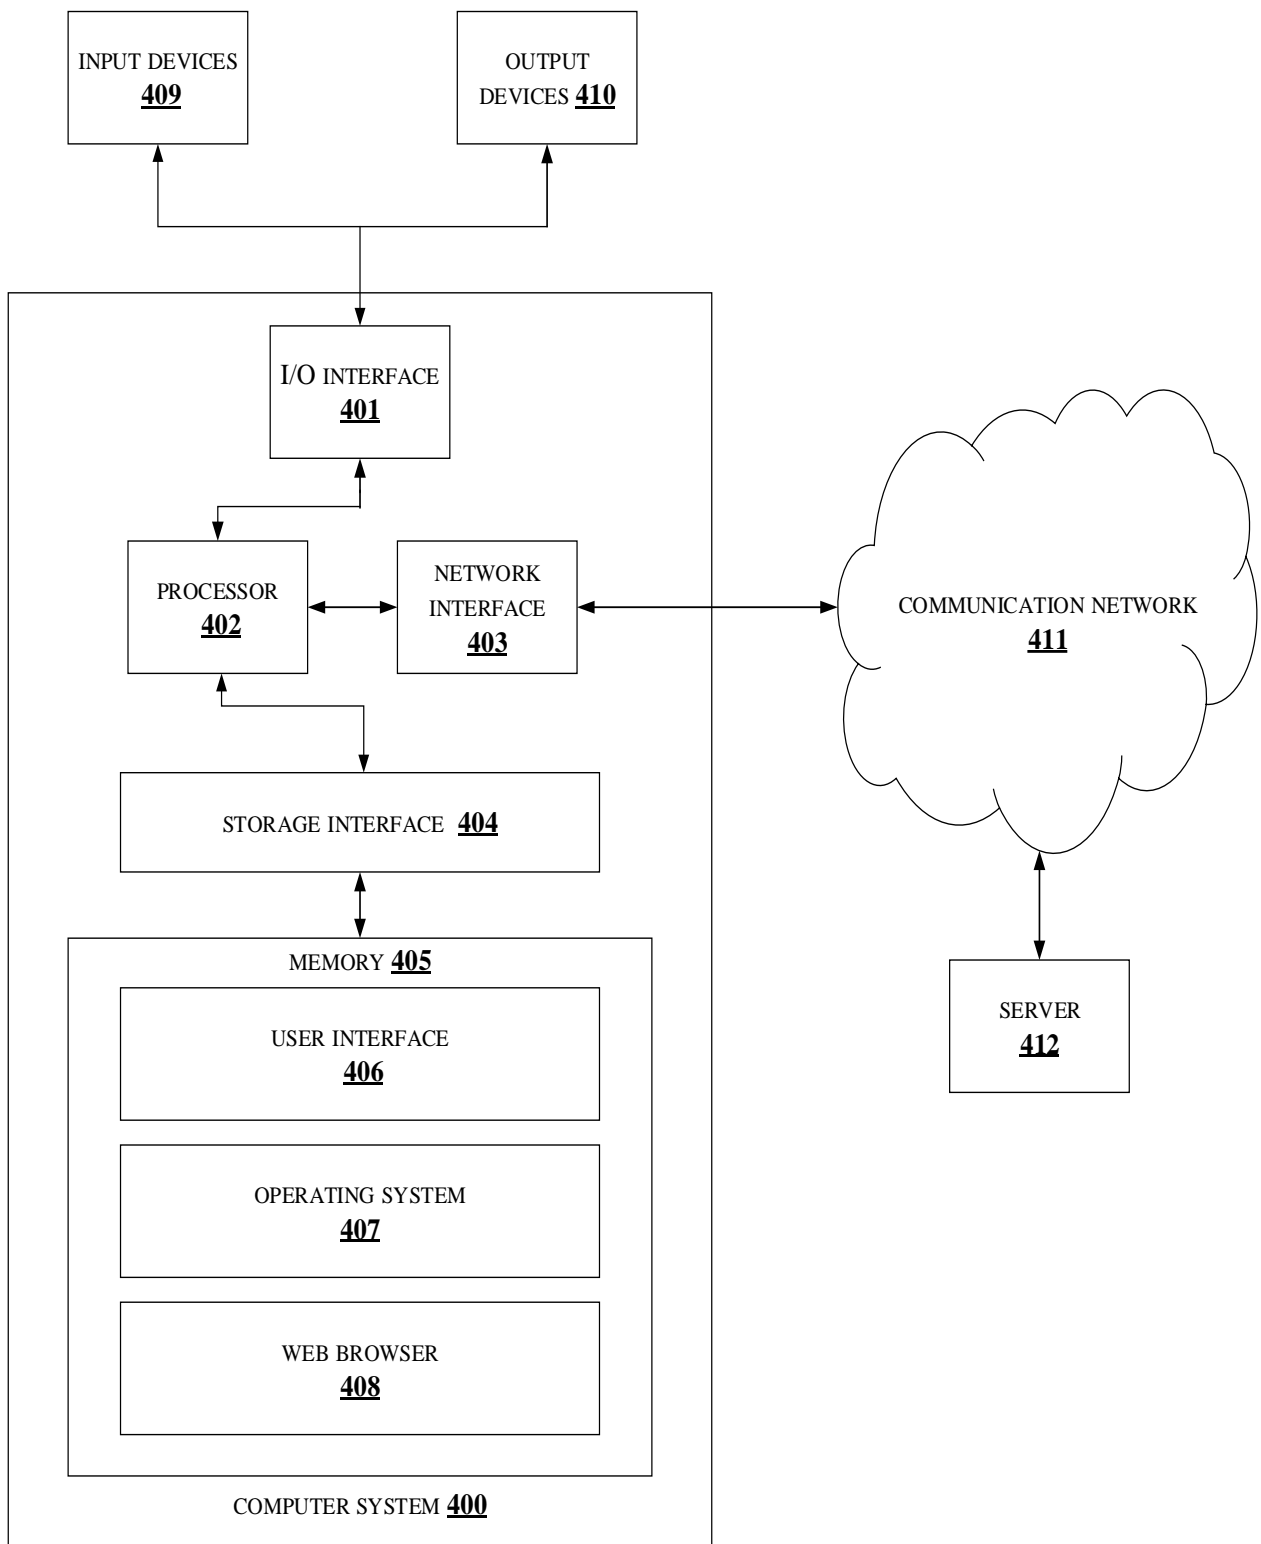 INPUT DEVICES
409
OUTPUT
DEVICES 410
I/O INTERFACE
401
PROCESSOR
402
NETWORK
INTERFACE
403
COMMUNICATION NETWORK
411
STORAGE INTERFACE 404
MEMORY 405
USER INTERFACE
406
SERVER
412
OPERATING SYSTEM
407
WEB BROWSER
408
COMPUTER SYSTEM 400